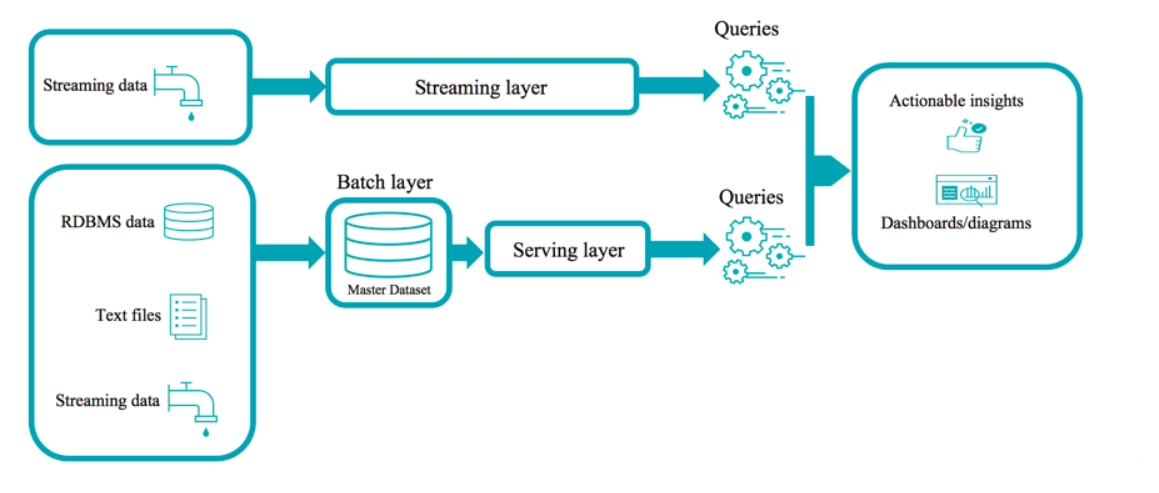 Queries
Streaming data
Streaming layer
Actionable insights
Dashboards/diagrams
Batch layer
Master Dataset
Serving layer
Queries
RDBMS data
Text files
Streaming data